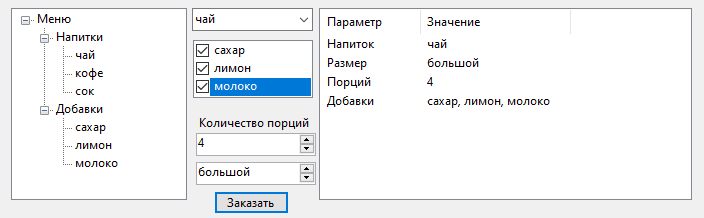 Меню
Напитки
чай
кофе
сок
Добавки
сахар
лимон
молоко
чай
сахар
лимон
молоко
Количество порций
4
большой
Заказать
Параметр Значение
Напиток чай
Размер большой
Порций 4
Добавки сахар, лимон, молоко